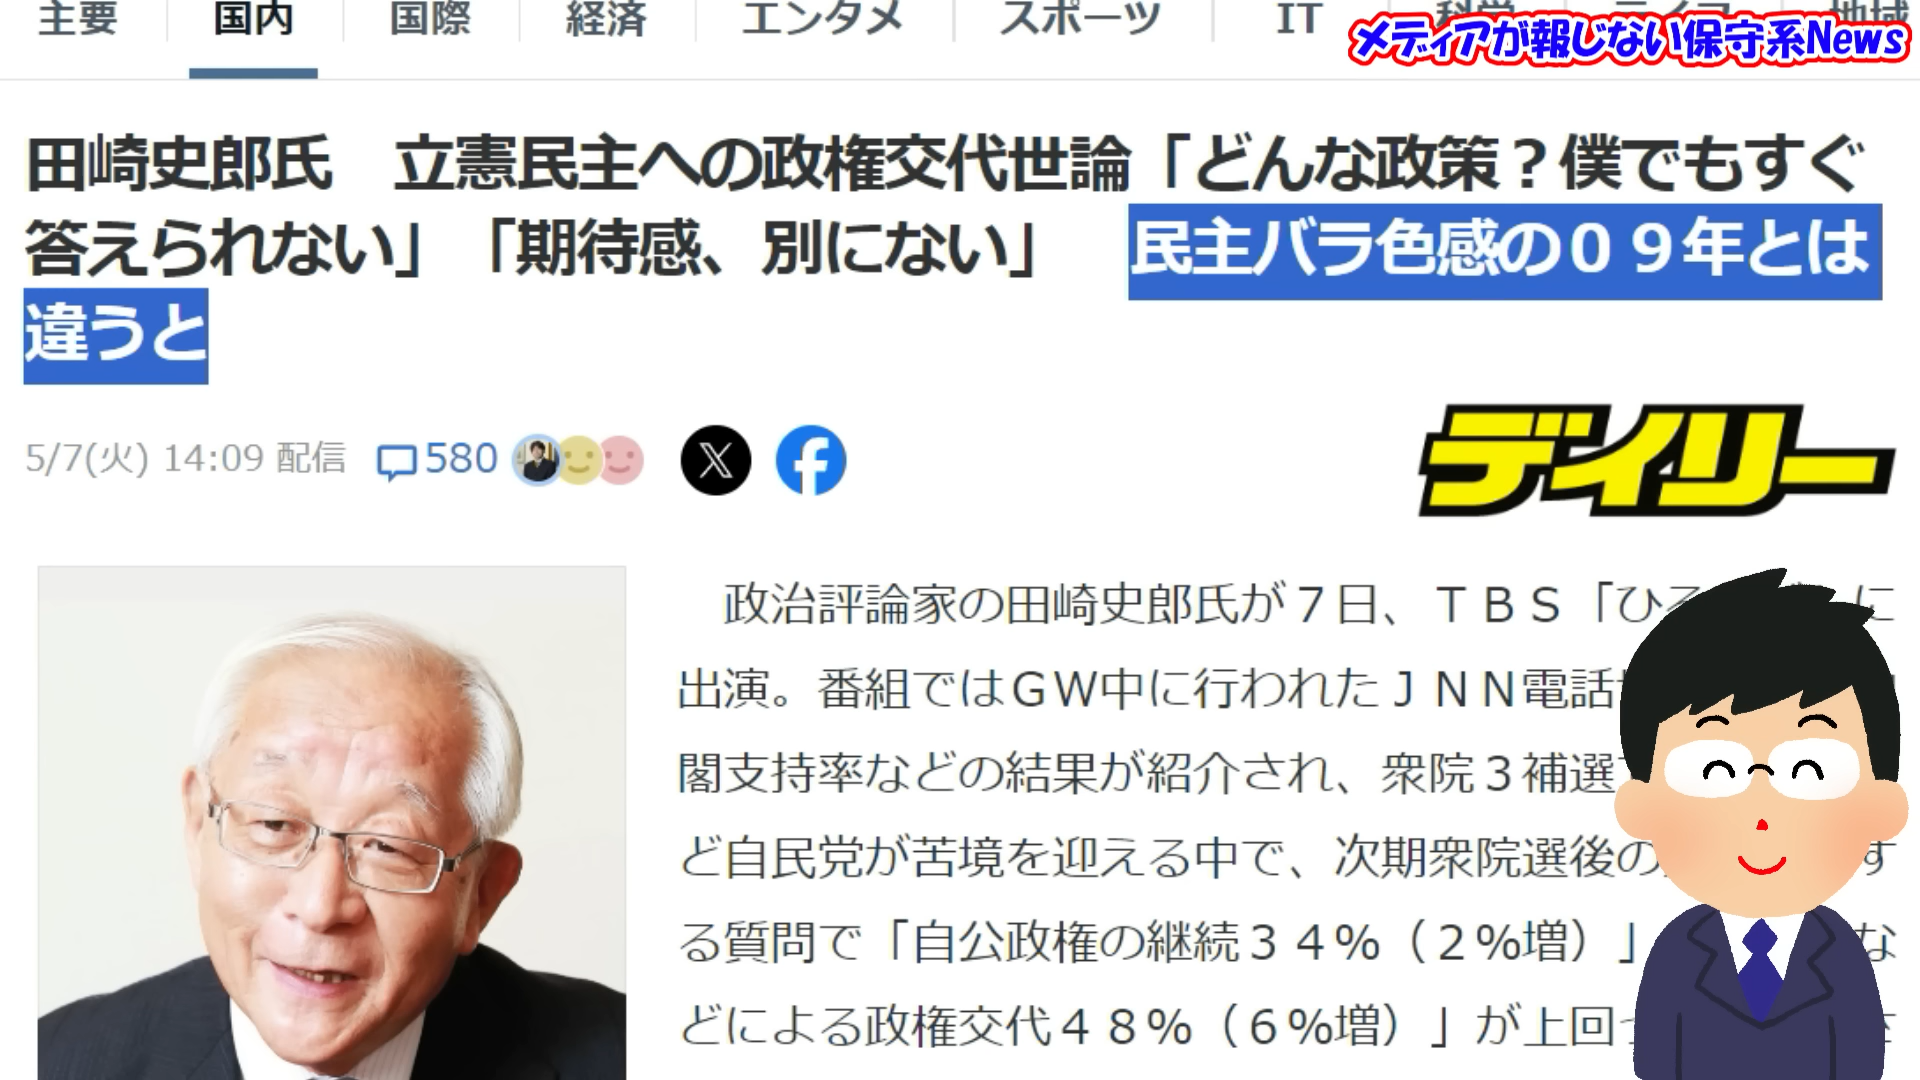 主要 国内 国際 経済 エンタメ スポーツ IT 科学
メディアが報じない保守系News
田崎史郎氏　立憲民主への政権交代世論「どんな政策？僕でもすぐ
答えられない」「期待感、別にない」　民主バラ色感の０９年とは
違うと
5/7(火) 14:09 配信 580
デイリー
政治評論家の田崎史郎氏が７日、ＴＢＳ「ひ
に
出演。番組ではＧＷ中に行われたＪＮＮ電話
閣支持率などの結果が紹介され、衆院３補選
ど自民党が苦境を迎える中で、次期衆院選後の
す
る質問で「自公政権の継続３４％（２％増）」
な
どによる政権交代４８％（６％増）」が上回